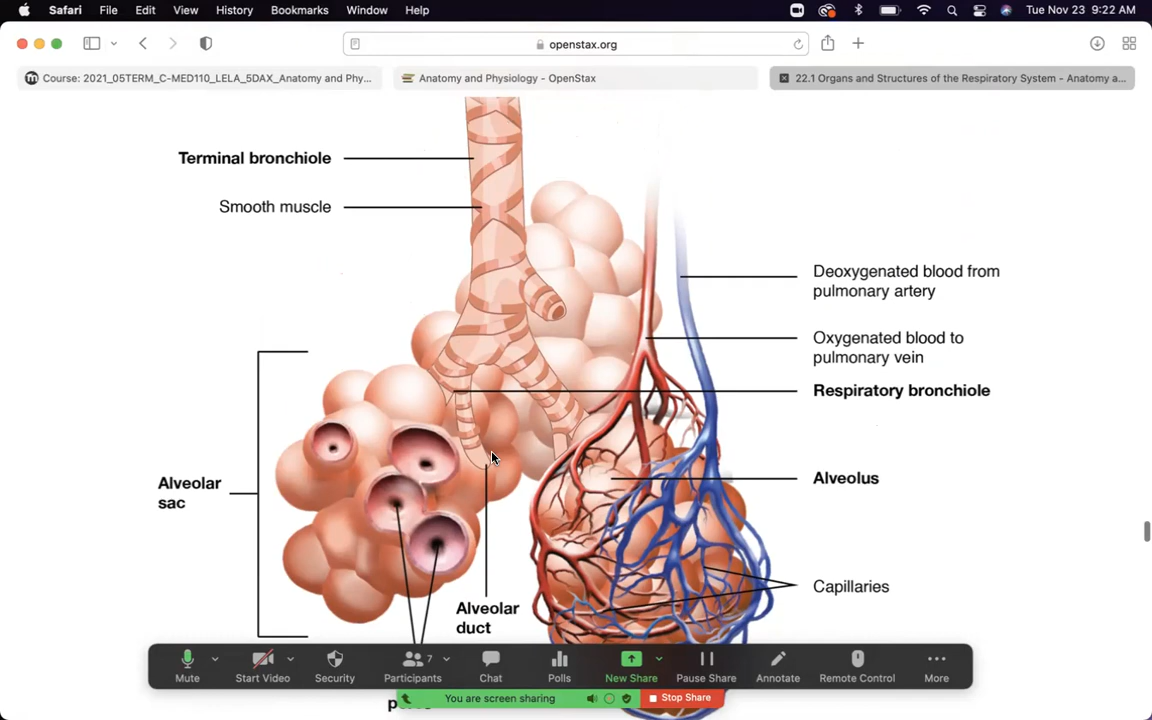 Safari File Edit View History Bookmarks Window Help Tue Nov 23 9:22 AM
openstax.org
Course: 2021_05TERM_C-MED110_LELA_5DAX_Anatomy and Phy...
Anatomy and Physiology - OpenStax
22.1 Organs and Structures of the Respiratory System - Anatomy a...
Terminal bronchiole
Smooth muscle
Deoxygenated blood from
pulmonary artery
Oxygenated blood to
pulmonary vein
Respiratory bronchiole
Alveolar
sac
Alveolus
Capillaries
Alveolar
duct
7
Mute Start Video Security Participants Chat Polls New Share Pause Share Annotate Remote Control More
You are screen sharing Stop Share